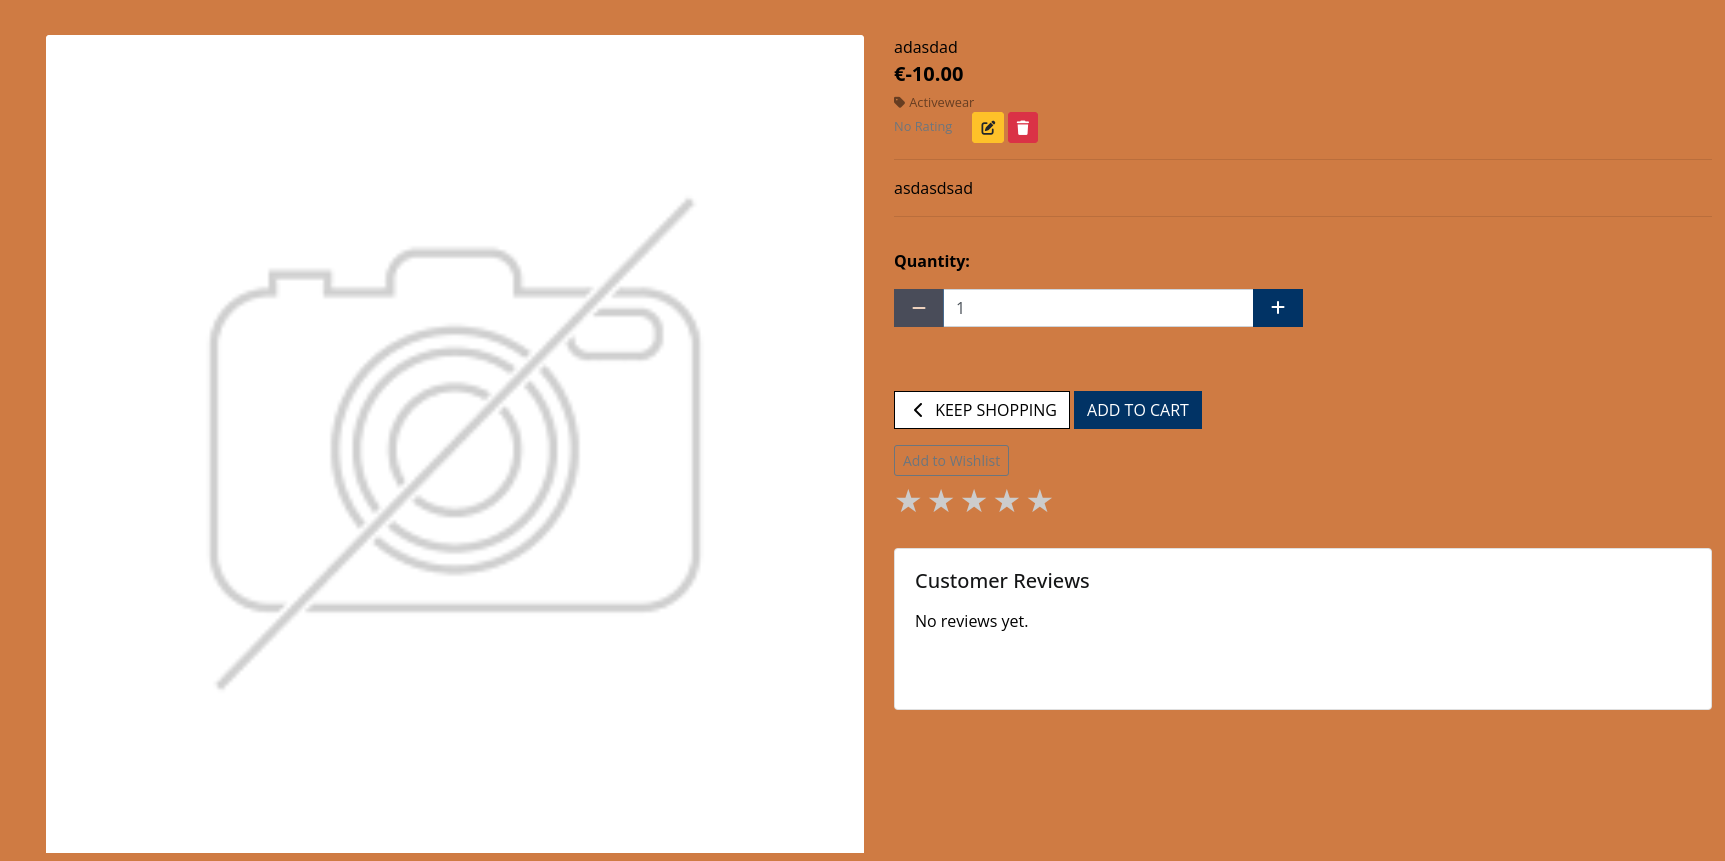 adasdad
€-10.00
Activewear
No Rating
asdasdsad
Quantity:
1
KEEP SHOPPING ADD TO CART
Add to Wishlist
Customer Reviews
No reviews yet.